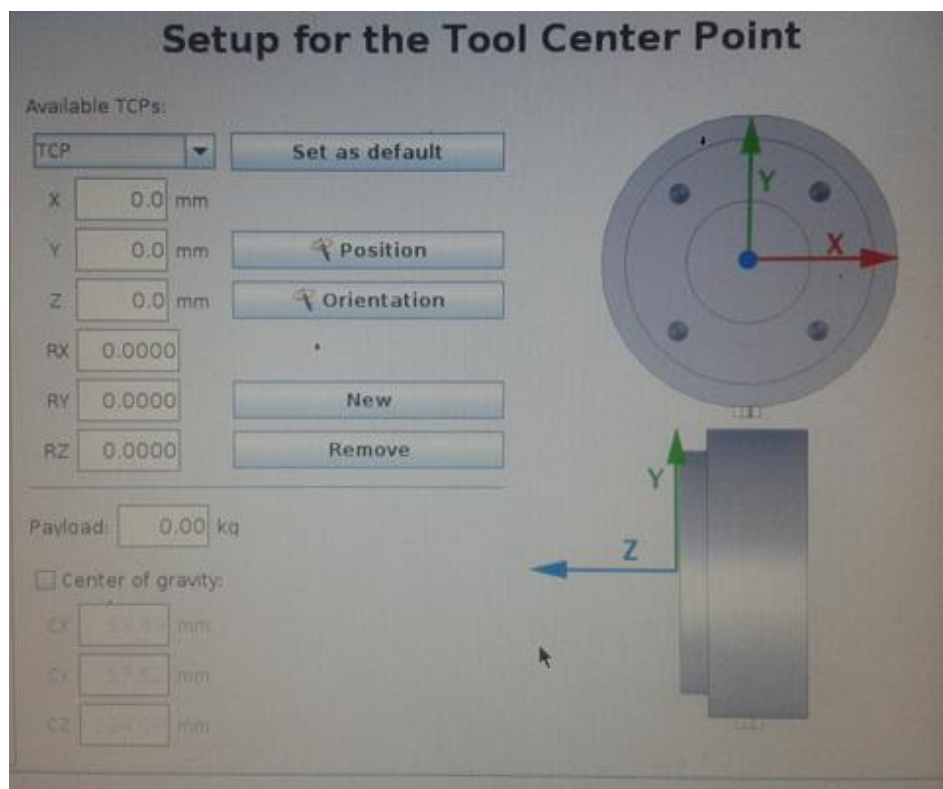 Setup for the Tool Center Point
Available TCPs:
TCP
Set as default
X 0.0 mm
Y 0.0 mm
Position
Z 0.0 mm
Orientation
RX 0.0000
RY 0.0000
New
RZ 0.0000
Remove
Payload: 0.00 kg
Center of gravity:
CX mm
CY mm
CZ mm
Y
X
Y
Z